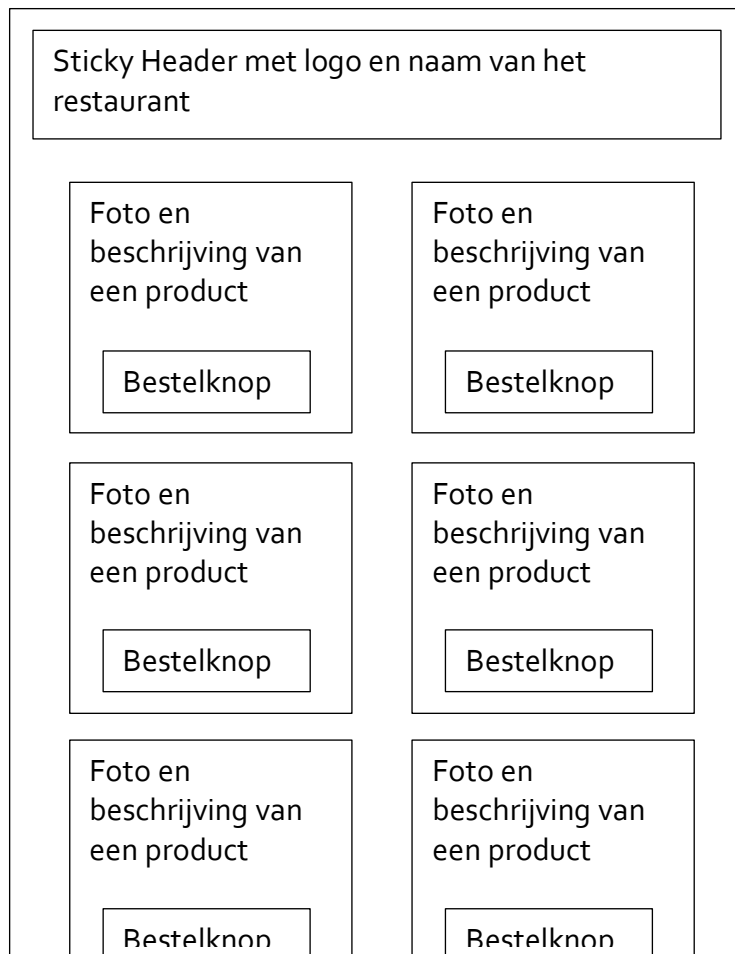 Sticky Header met logo en naam van het
restaurant
Foto en
beschrijving van
een product
Bestelknop
Foto en
beschrijving van
een product
Bestelknop
Foto en
beschrijving van
een product
Bestelknop
Foto en
beschrijving van
een product
Bestelknop
Foto en
beschrijving van
een product
Bestelknop
Foto en
beschrijving van
een product
Bestelknop